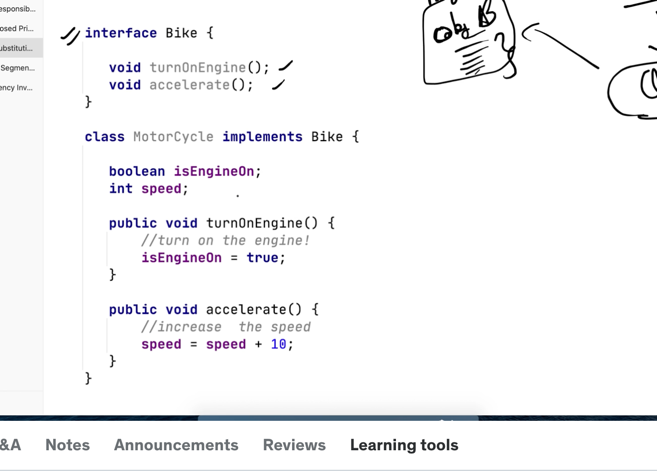 esponsib...
osed Pri...
ubstituti...
Segmen...
ency Inv...
interface Bike {
void turnOnEngine();
void accelerate();
}
class MotorCycle implements Bike {
boolean isEngineOn;
int speed;
public void turnOnEngine() {
//turn on the engine!
isEngineOn = true;
}
public void accelerate() {
//increase  the speed
speed = speed + 10;
}
}
&A Notes Announcements Reviews Learning tools